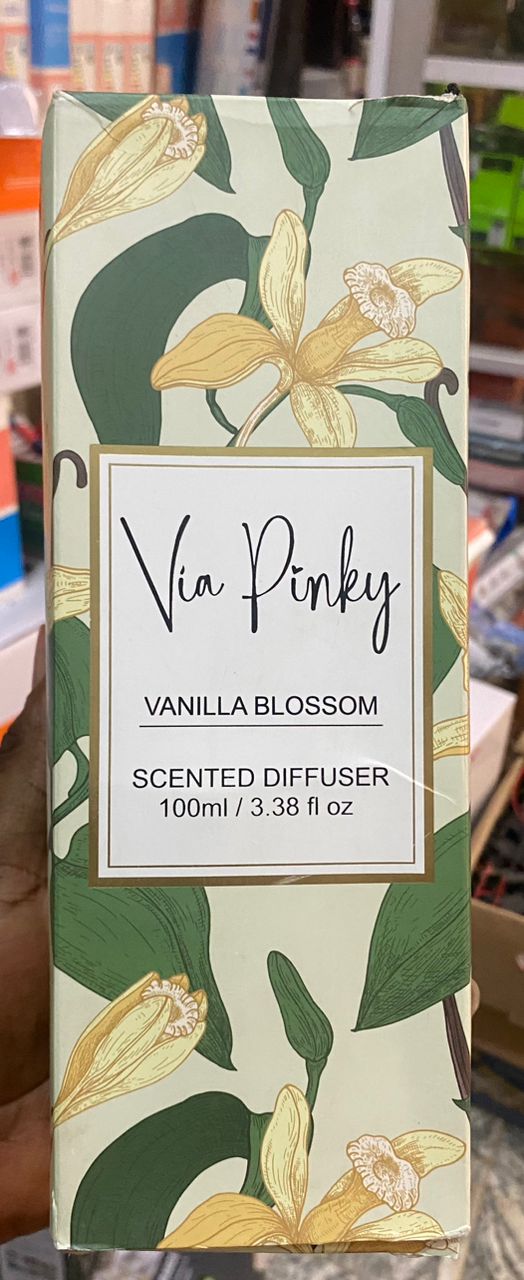 Via Pinky
VANILLA BLOSSOM
SCENTED DIFFUSER
100ml / 3.38 fl oz